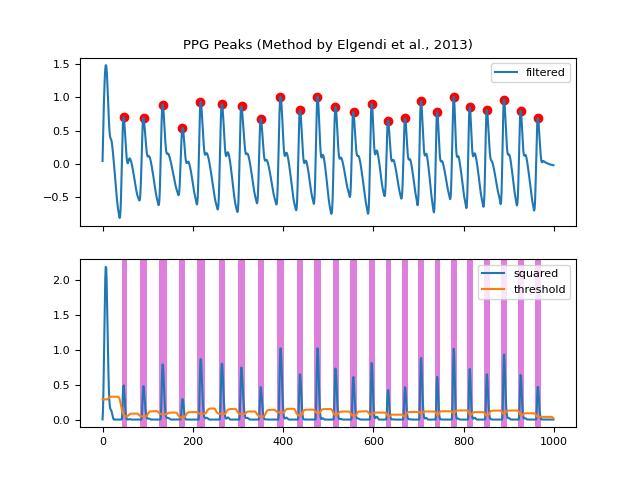 PPG Peaks (Method by Elgendi et al., 2013)
1.5
1.0
0.5
0.0
−0.5
filtered
2.0
1.5
1.0
0.5
0.0
squared
threshold
0 200 400 600 800 1000